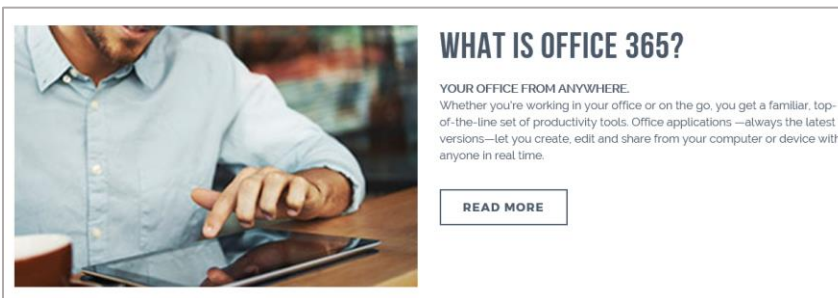 WHAT IS OFFICE 365?
YOUR OFFICE FROM ANYWHERE.
Whether you're working in your office or on the go, you get a familiar, top-
of-the-line set of productivity tools. Office applications —always the latest
versions—let you create, edit and share from your computer or device with
anyone in real time.
READ MORE